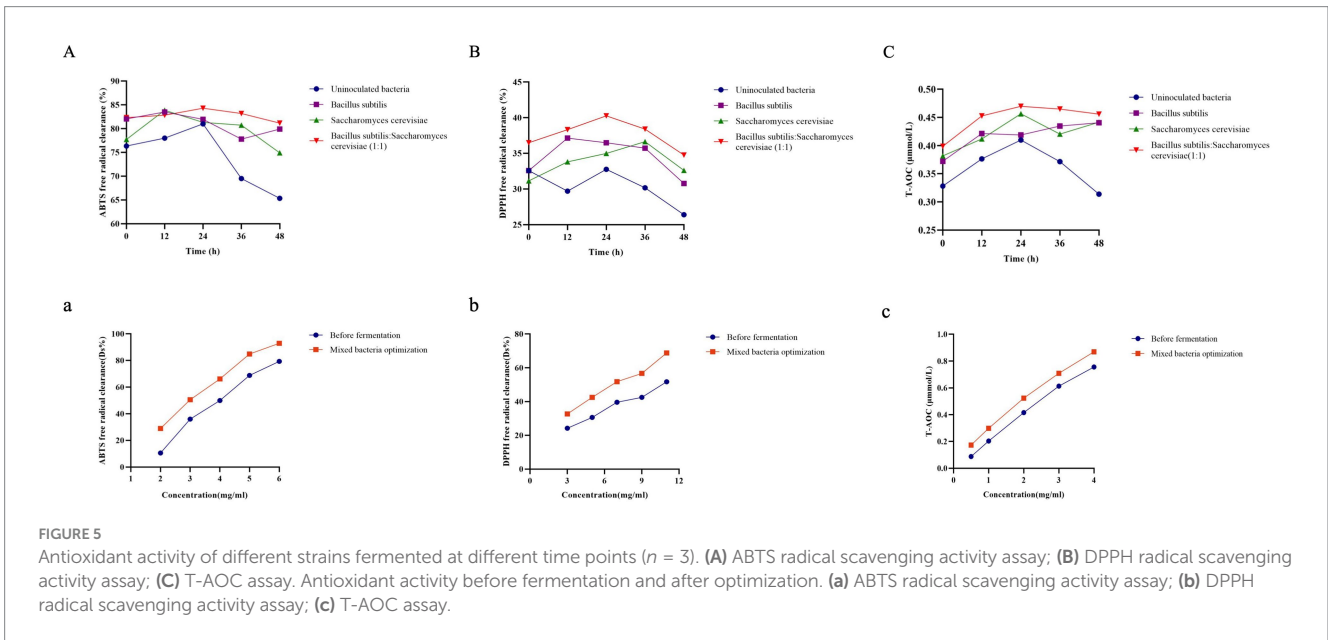 A
ABTS free radical clearance (%)
90
85
80
75
70
65
60
0 12 24 36 48
Time (h)
Uninoculated bacteria
Bacillus subtilis
Saccharomyces cerevisiae
Bacillus subtilis:Saccharomyces
cerevisiae (1:1)
B
DPPH free radical clearance (%)
45
40
35
30
25
0 12 24 36 48
Time (h)
Uninoculated bacteria
Bacillus subtilis
Saccharomyces cerevisiae
Bacillus subtilis:Saccharomyces
cerevisiae (1:1)
C
T-AOC (μmmol/L)
0.50
0.45
0.40
0.35
0.30
0.25
0 12 24 36 48
Time (h)
Uninoculated bacteria
Bacillus subtilis
Saccharomyces cerevisiae
Bacillus subtilis:Saccharomyces
cerevisiae(1:1)
a
ABTS free radical clearance(Ds%)
100
80
60
40
20
0
1 2 3 4 5 6
Concentration(mg/ml)
Before fermentation
Mixed bacteria optimization
b
DPPH free radical clearance(Ds%)
80
60
40
20
0
0 3 6 9 12
Concentration(mg/ml)
Before fermentation
Mixed bacteria optimization
c
T-AOC (μmmol/L)
1.0
0.8
0.6
0.4
0.2
0.0
0 1 2 3 4
Concentration(mg/ml)
Before fermentation
Mixed bacteria optimization
FIGURE 5
Antioxidant activity of different strains fermented at different time points (n = 3). (A) ABTS radical scavenging activity assay; (B) DPPH radical scavenging
activity assay; (C) T-AOC assay. Antioxidant activity before fermentation and after optimization. (a) ABTS radical scavenging activity assay; (b) DPPH
radical scavenging activity assay; (c) T-AOC assay.